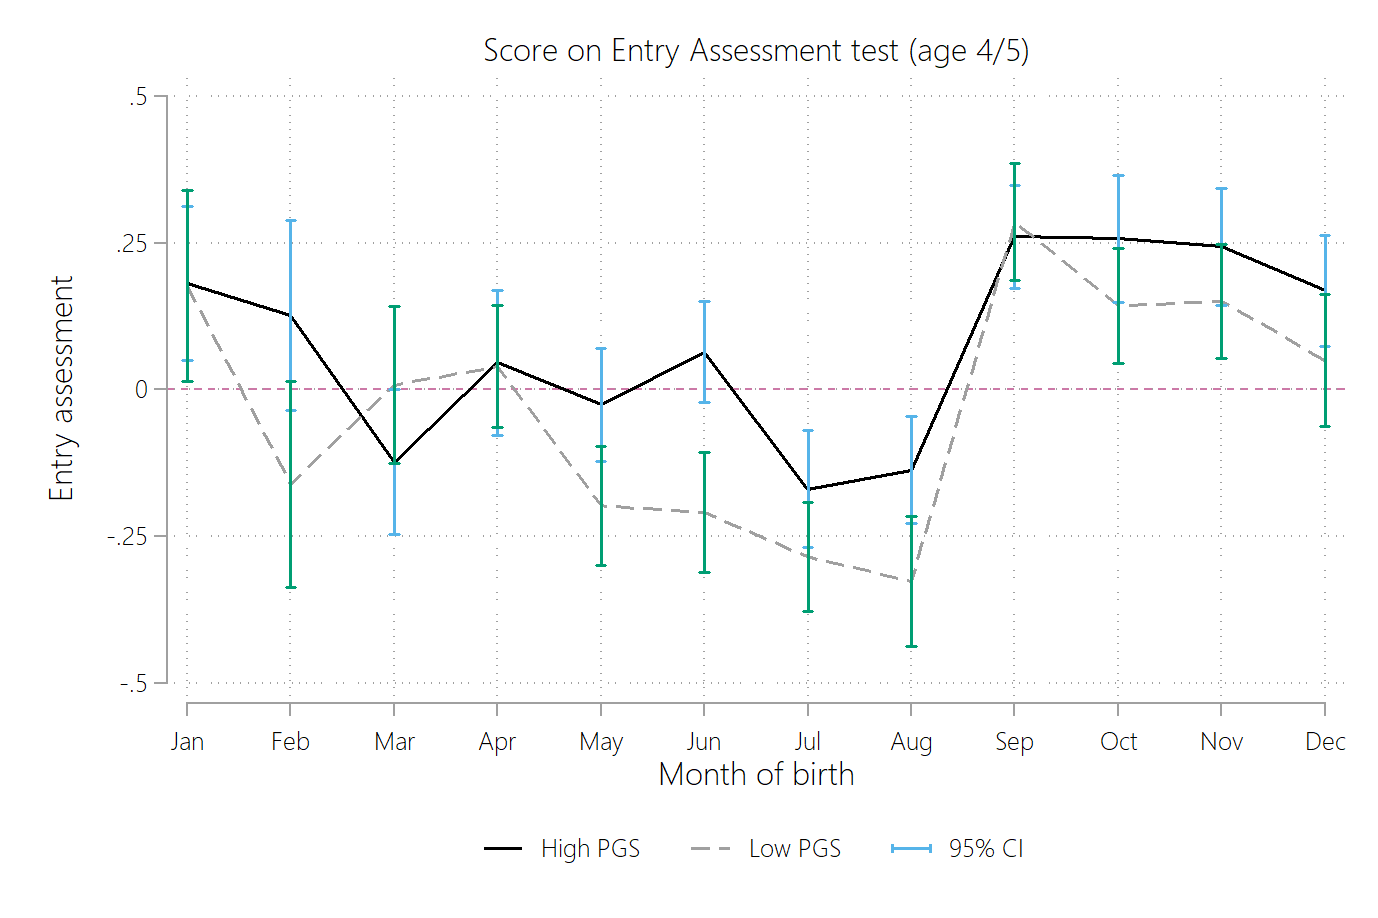 Score on Entry Assessment test (age 4/5)
.5
.25
0
-.25
-.5
Entry assessment
Jan Feb Mar Apr May Jun Jul Aug Sep Oct Nov Dec
Month of birth
High PGS Low PGS 95% CI